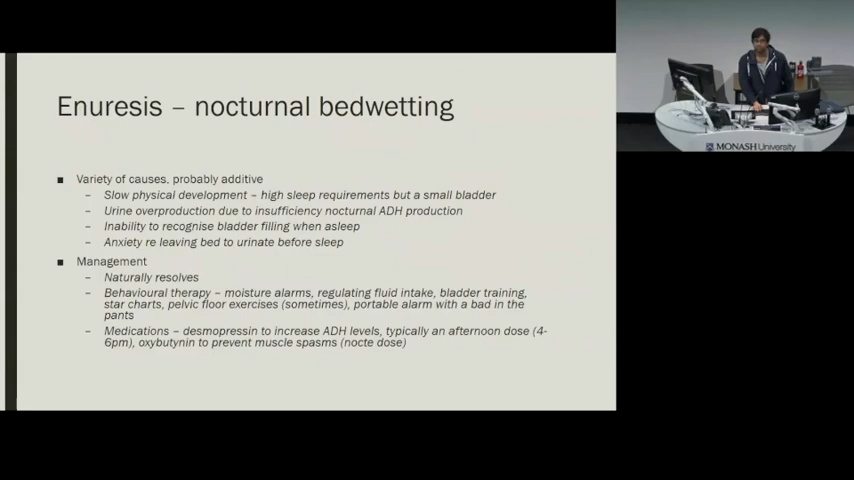 Enuresis – nocturnal bedwetting
■ Variety of causes, probably additive
– Slow physical development – high sleep requirements but a small bladder
– Urine overproduction due to insufficiency nocturnal ADH production
– Inability to recognise bladder filling when asleep
– Anxiety re leaving bed to urinate before sleep
■ Management
– Naturally resolves
– Behavioural therapy – moisture alarms, regulating fluid intake, bladder training,
star charts, pelvic floor exercises (sometimes), portable alarm with a bad in the
pants
– Medications – desmopressin to increase ADH levels, typically an afternoon dose (4-
6pm), oxybutynin to prevent muscle spasms (nocte dose)
MONASH University